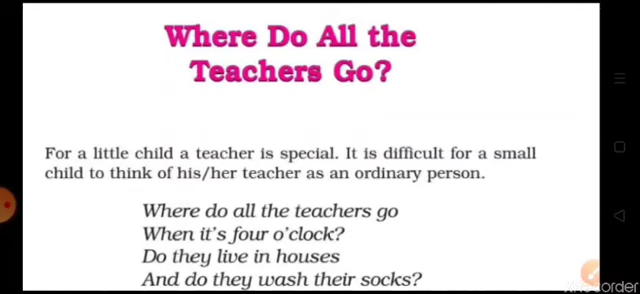 Where Do All the
Teachers Go?
For a little child a teacher is special. It is difficult for a small
child to think of his/her teacher as an ordinary person.
Where do all the teachers go
When it's four o'clock?
Do they live in houses
And do they wash their socks?